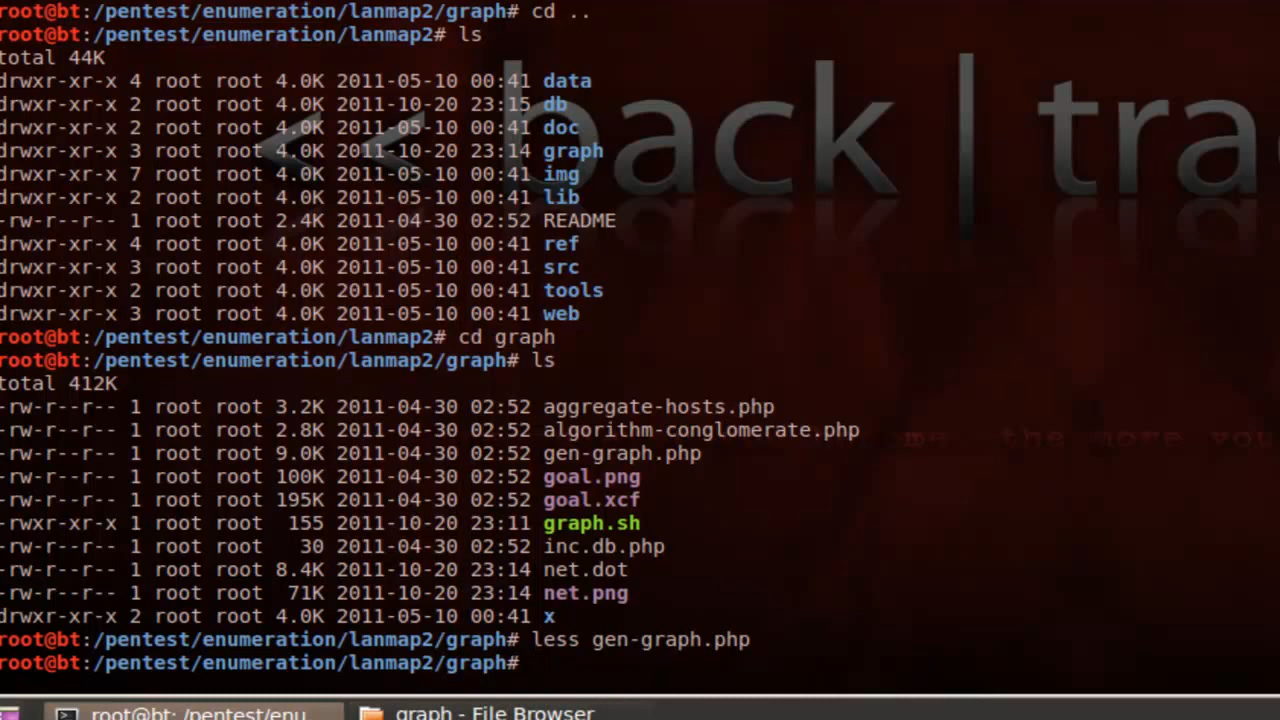 root@bt:/pentest/enumeration/lanmap2/graph# cd ..
root@bt:/pentest/enumeration/lanmap2# ls
total 44K
drwxr-xr-x 4 root root 4.0K 2011-05-10 00:41 data
drwxr-xr-x 2 root root 4.0K 2011-10-20 23:15 db
drwxr-xr-x 2 root root 4.0K 2011-05-10 00:41 doc
drwxr-xr-x 3 root root 4.0K 2011-10-20 23:14 graph
drwxr-xr-x 7 root root 4.0K 2011-05-10 00:41 img
drwxr-xr-x 2 root root 4.0K 2011-05-10 00:41 lib
-rw-r--r-- 1 root root 2.4K 2011-04-30 02:52 README
drwxr-xr-x 4 root root 4.0K 2011-05-10 00:41 ref
drwxr-xr-x 3 root root 4.0K 2011-05-10 00:41 src
drwxr-xr-x 2 root root 4.0K 2011-05-10 00:41 tools
drwxr-xr-x 3 root root 4.0K 2011-05-10 00:41 web
root@bt:/pentest/enumeration/lanmap2# cd graph
root@bt:/pentest/enumeration/lanmap2/graph# ls
total 412K
-rw-r--r-- 1 root root 3.2K 2011-04-30 02:52 aggregate-hosts.php
-rw-r--r-- 1 root root 2.8K 2011-04-30 02:52 algorithm-conglomerate.php
-rw-r--r-- 1 root root 9.0K 2011-04-30 02:52 gen-graph.php
-rw-r--r-- 1 root root 100K 2011-04-30 02:52 goal.png
-rw-r--r-- 1 root root 195K 2011-04-30 02:52 goal.xcf
-rwxr-xr-x 1 root root 155 2011-10-20 23:11 graph.sh
-rw-r--r-- 1 root root 30 2011-04-30 02:52 inc.db.php
-rw-r--r-- 1 root root 8.4K 2011-10-20 23:14 net.dot
-rw-r--r-- 1 root root 71K 2011-10-20 23:14 net.png
drwxr-xr-x 2 root root 4.0K 2011-05-10 00:41 x
root@bt:/pentest/enumeration/lanmap2/graph# less gen-graph.php
root@bt:/pentest/enumeration/lanmap2/graph#
<< back | tra
the more you
root@bt: /pentest/enu
graph - File Browser